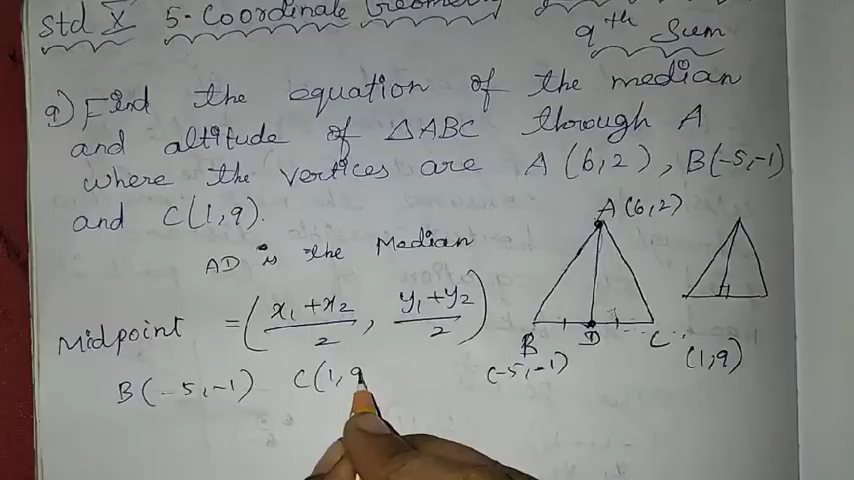 Std X 5-Coordinate Geometry
9th Sum
9) Find the equation of the median
and altitude of △ABC through A
where the vertices are A(6,2), B(-5,-1)
and C(1,9).
A(6,2)
AD is the Median
Midpoint = (x₁+x₂/2, y₁+y₂/2)
B D C
(-5,-1) (1,9)
B(-5,-1) C(1,9